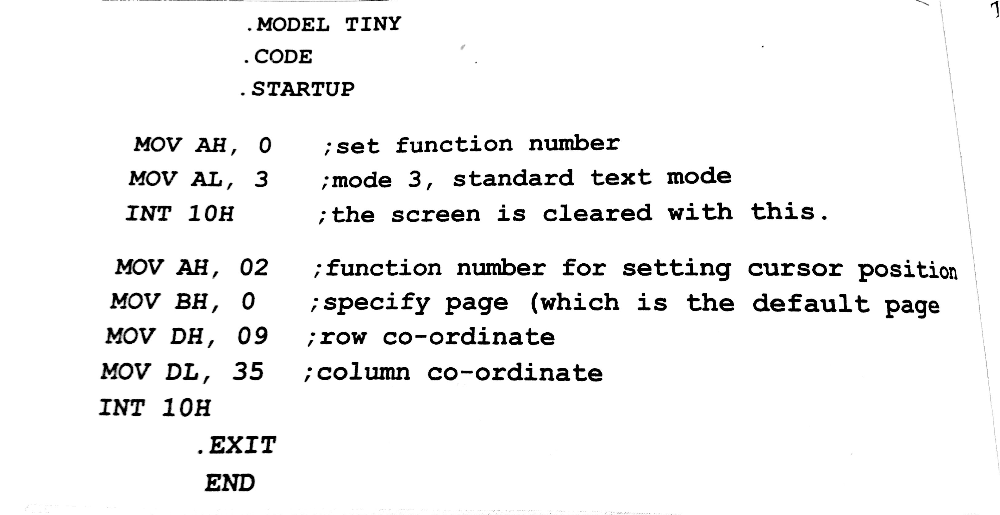 .MODEL TINY
.CODE
.STARTUP
MOV AH, 0 ;set function number
MOV AL, 3 ;mode 3, standard text mode
INT 10H ;the screen is cleared with this.
MOV AH, 02 ;function number for setting cursor position
MOV BH, 0 ;specify page (which is the default page
MOV DH, 09 ;row co-ordinate
MOV DL, 35 ;column co-ordinate
INT 10H
.EXIT
END